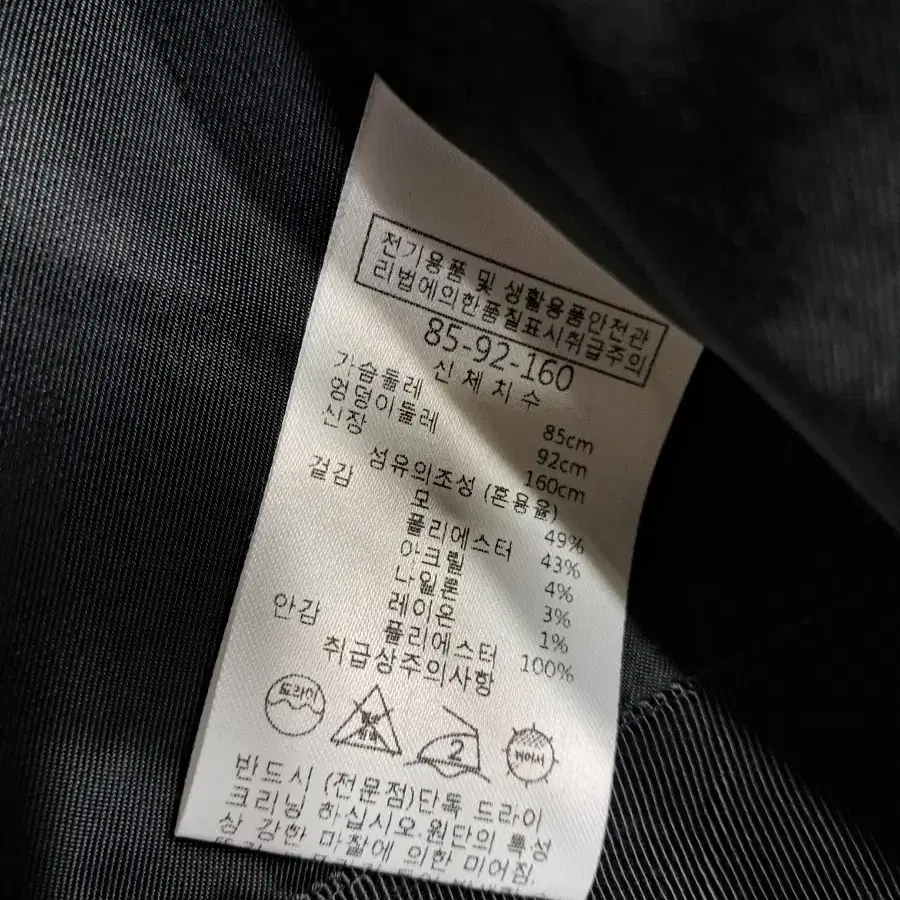 전기용품 및 생활용품안전관
리법에의한품질표시취급주의
85-92-160
신체치수
가슴둘레 85cm
엉덩이둘레 92cm
신장 160cm
섬유의조성 (혼용율)
겉감 모 49%
폴리에스터 43%
아크릴 4%
나일론 3%
레이온 1%
안감 폴리에스터 100%
취급상주의사항
드라이
2
뉘어서
반드시 (전문점)단독 드라이
크리닝 하십시오.원단의 특성
상 강한 마찰에 의한 미어짐,